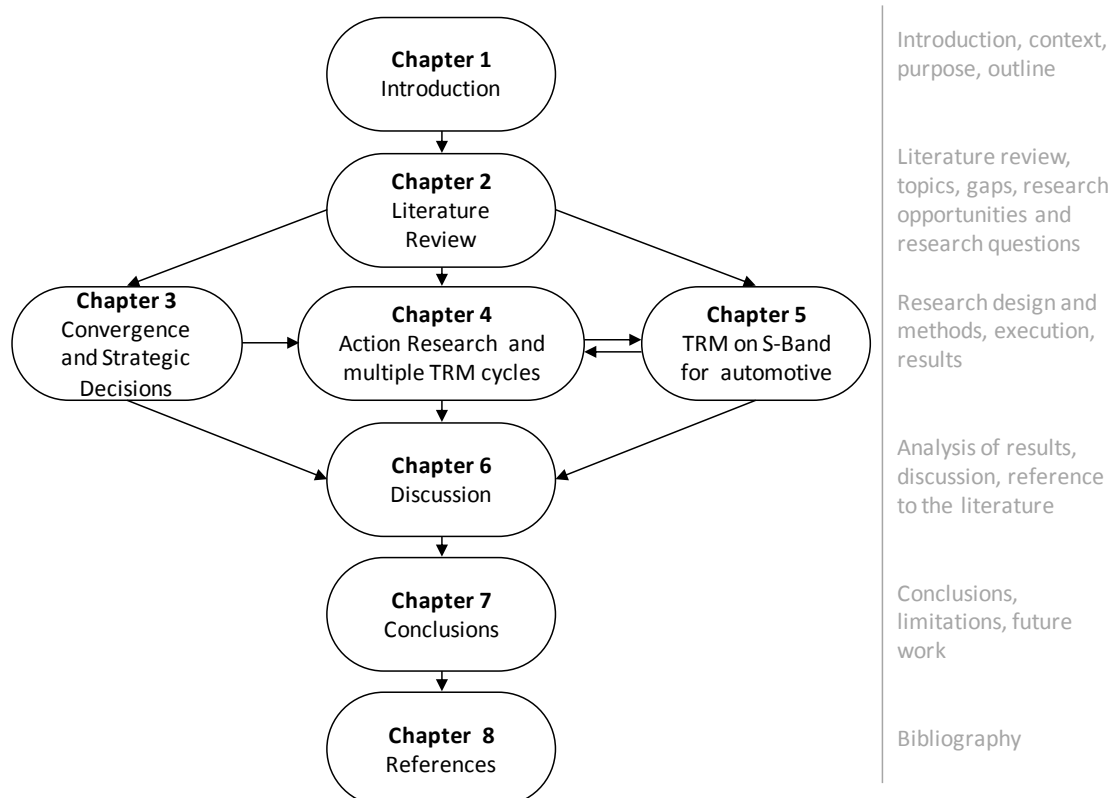 Chapter 1
Introduction
Introduction, context,
purpose, outline
Chapter 2
Literature
Review
Literature review,
topics, gaps, research
opportunities and
research questions
Chapter 3
Convergence
and Strategic
Decisions
Chapter 4
Action Research and
multiple TRM cycles
Chapter 5
TRM on S-Band
for automotive
Research design and
methods, execution,
results
Chapter 6
Discussion
Analysis of results,
discussion, reference
to the literature
Chapter 7
Conclusions
Conclusions,
limitations, future
work
Chapter 8
References
Bibliography